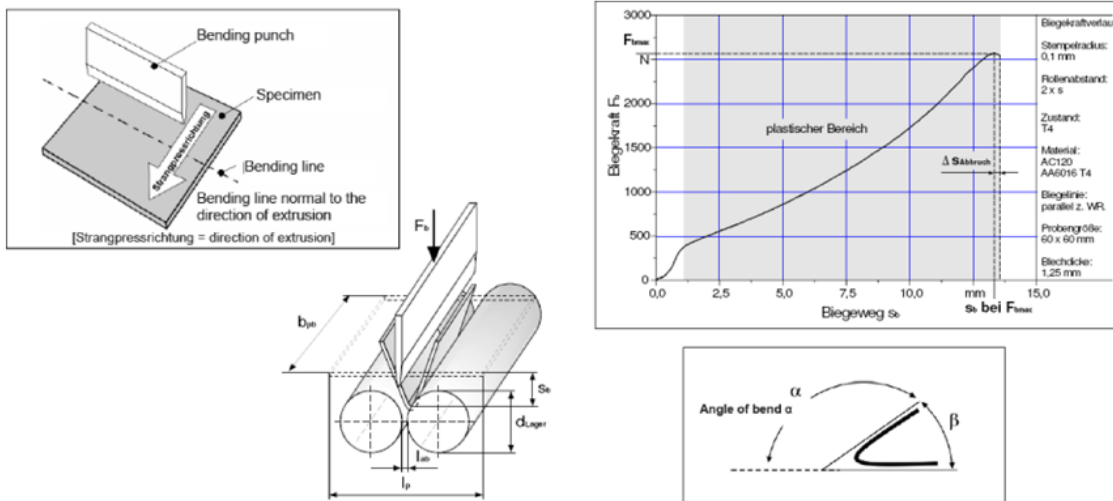 Bending punch
Specimen
Strangpressrichtung
Bending line
Bending line normal to the
direction of extrusion
[Strangpressrichtung = direction of extrusion]
Fb
bpb
sb
dLager
lab
lp
Biegekraft Fb
3000
Fbmax
N
2000
1500
1000
500
0
0,0
2,5
5,0
7,5
10,0
mm
15,0
Biegeweg sb
sb bei Fbmax
plastischer Bereich
Δ sAbbruch
Biegekraftverlau
Stempelradius:
0,1 mm
Rollenabstand:
2 x s
Zustand:
T4
Material:
AC120
AA6016 T4
Biegelinie:
parallel z. WR.
Probengröße:
60 x 60 mm
Blechdicke:
1,25 mm
α
Angle of bend α
β